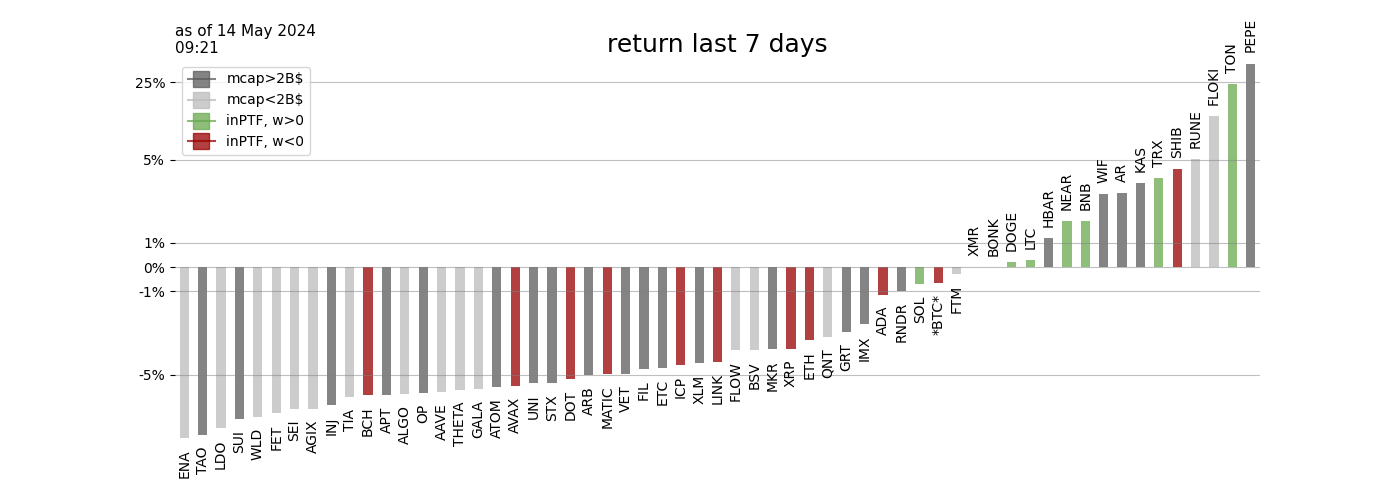 as of 14 May 2024
09:21
return last 7 days
mcap>2B$
mcap<2B$
inPTF, w>0
inPTF, w<0
25%
5%
1%
0%
-1%
-5%
ENA
TAO
LDO
SUI
WLD
FET
SEI
AGIX
INJ
TIA
BCH
APT
ALGO
OP
AAVE
THETA
GALA
ATOM
AVAX
UNI
STX
DOT
ARB
MATIC
VET
FIL
ETC
ICP
XLM
LINK
FLOW
BSV
MKR
XRP
ETH
QNT
GRT
IMX
ADA
RNDR
SOL
*BTC*
FTM
XMR
BONK
DOGE
LTC
HBAR
NEAR
BNB
WIF
AR
KAS
TRX
SHIB
RUNE
FLOKI
TON
PEPE